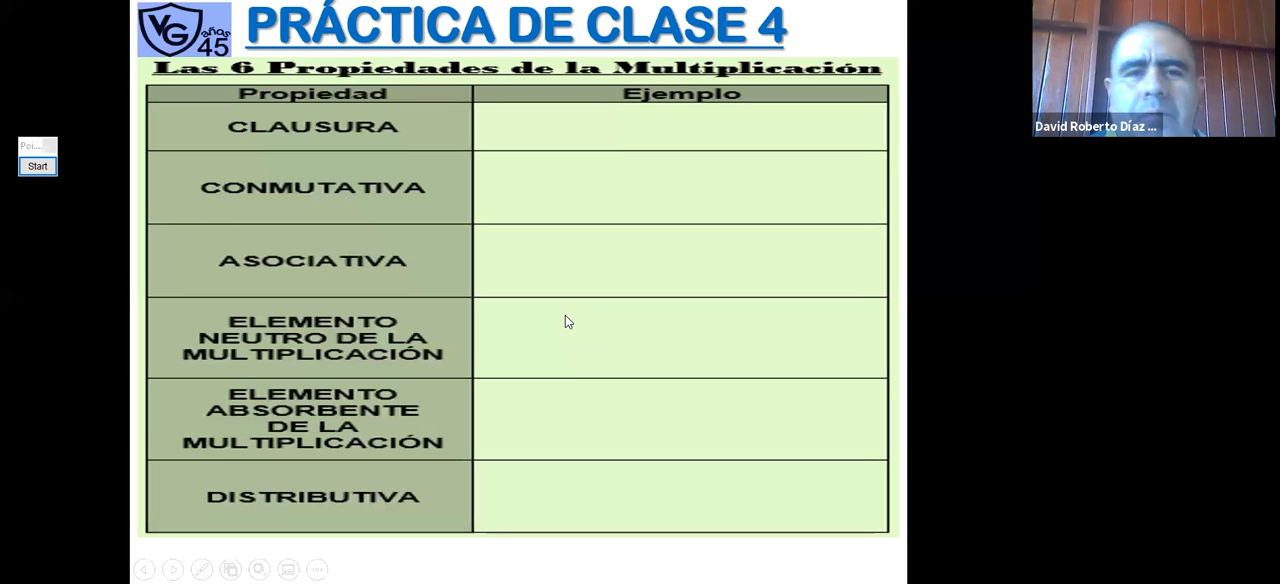 VG
años
45
PRÁCTICA DE CLASE 4
Las 6 Propiedades de la Multiplicación
Propiedad
Ejemplo
CLAUSURA
CONMUTATIVA
ASOCIATIVA
ELEMENTO
NEUTRO DE LA
MULTIPLICACIÓN
ELEMENTO
ABSORBENTE
DE LA
MULTIPLICACIÓN
DISTRIBUTIVA
Poi...
Start
David Roberto Díaz ...